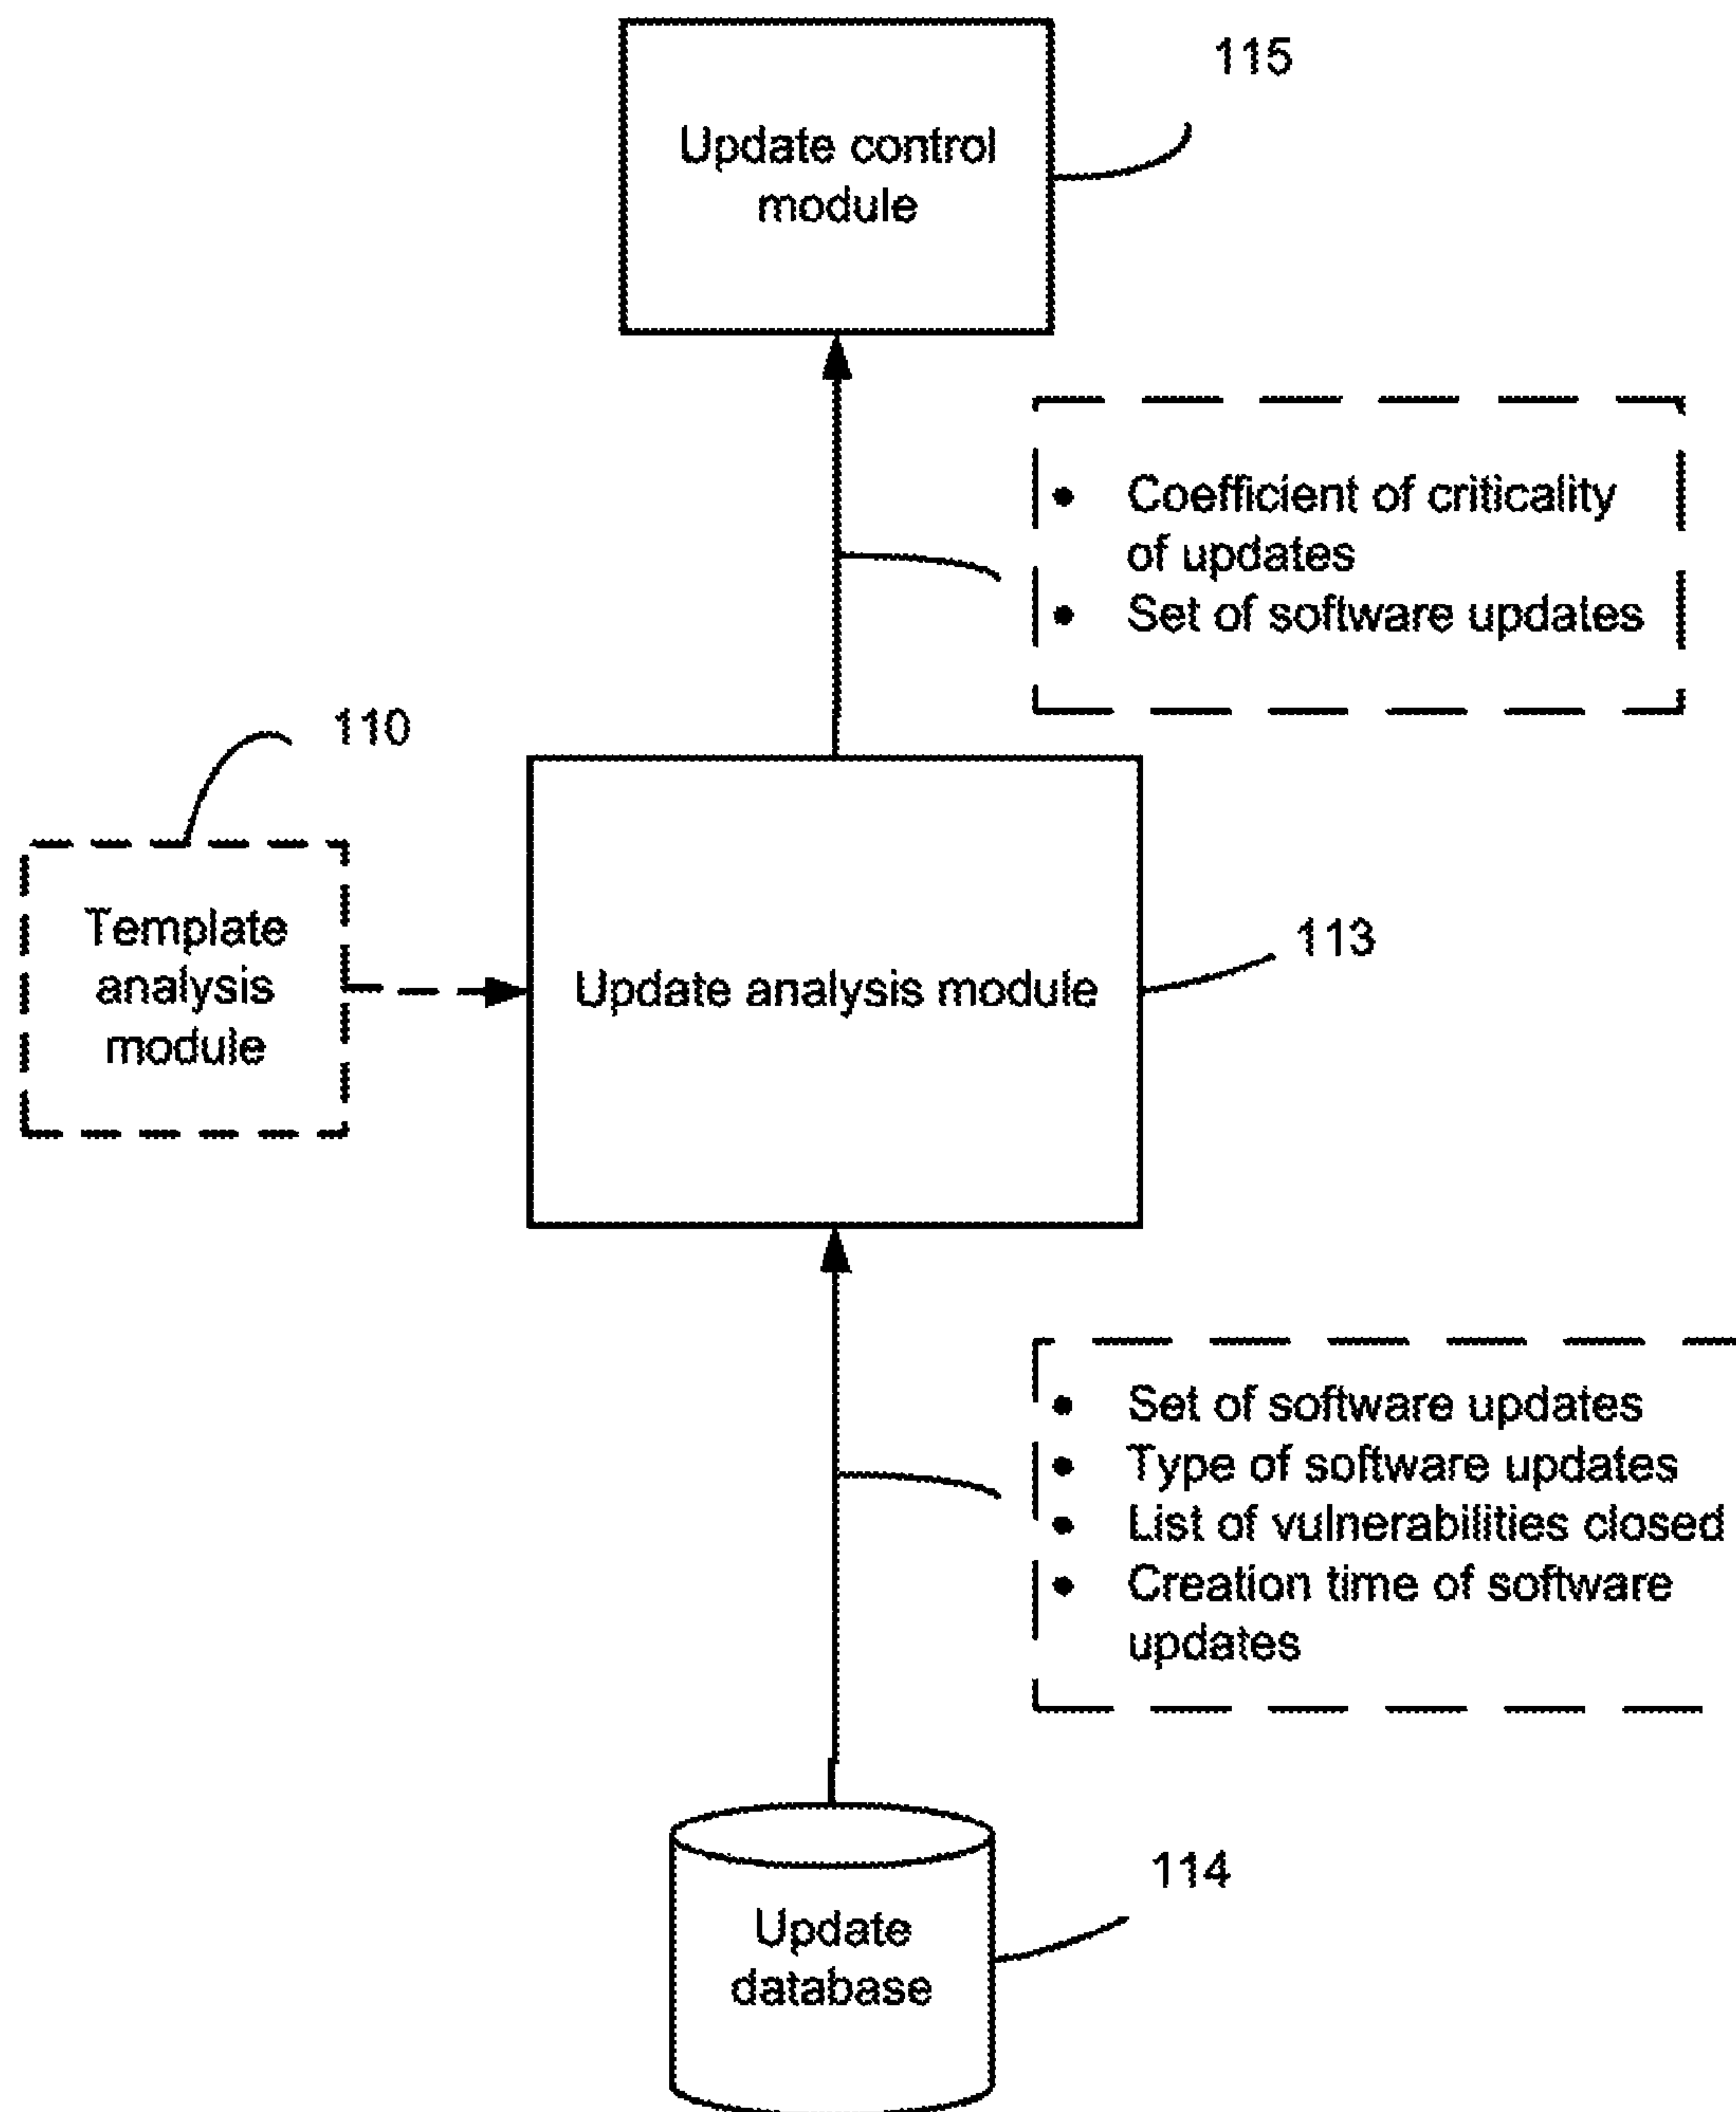 115
Update control
module
• Coefficient of criticality
of updates
• Set of software updates
110
Template
analysis
module
Update analysis module
113
• Set of software updates
• Type of software updates
• List of vulnerabilities closed
• Creation time of software
updates
114
Update
database